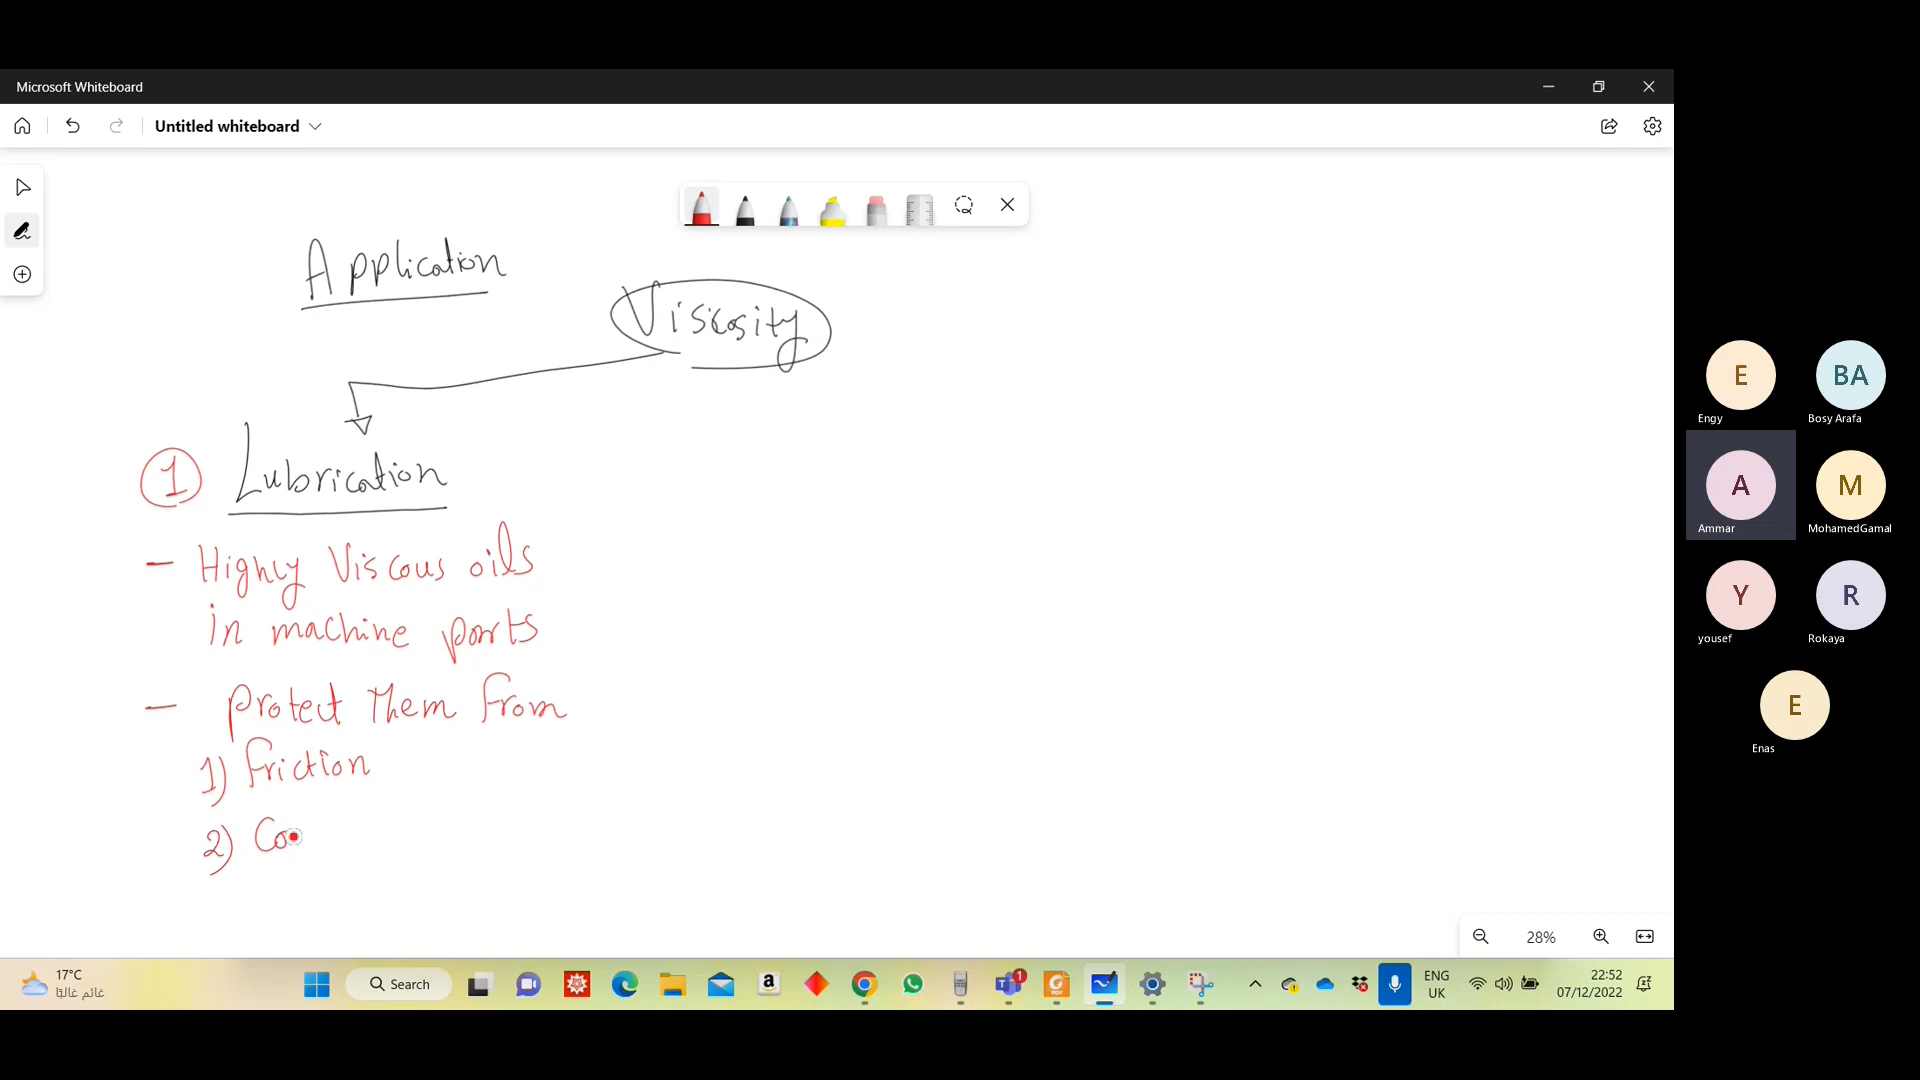 Microsoft Whiteboard
Untitled whiteboard
Application
Viscosity
1 Lubrication
- Highly Viscous oils
in machine parts
- Protect Them From
1) Friction
2) Co
E
Engy
BA
Bosy Arafa
A
Ammar
M
MohamedGamal
Y
yousef
R
Rokaya
E
Enas
28%
17°C
غائم غالبًا
Search
1
ENG
UK
22:52
07/12/2022